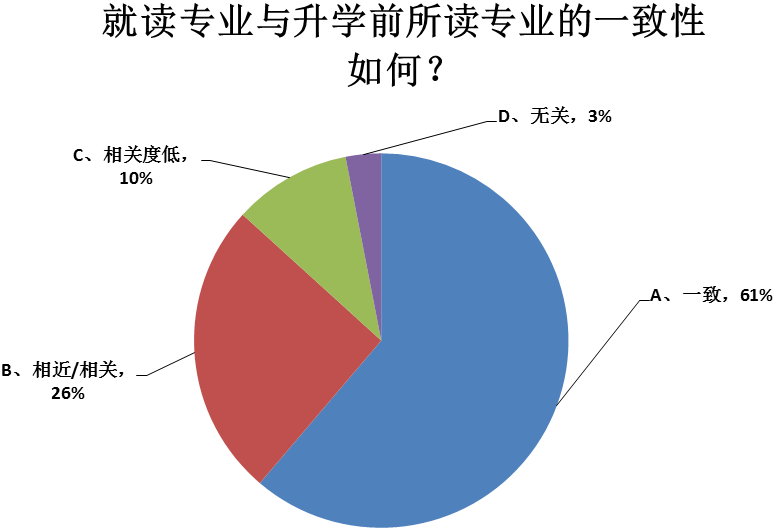 就读专业与升学前所读专业的一致性
如何？
D、无关，3%
C、相关度低，
10%
A、一致，61%
B、相近/相关，
26%